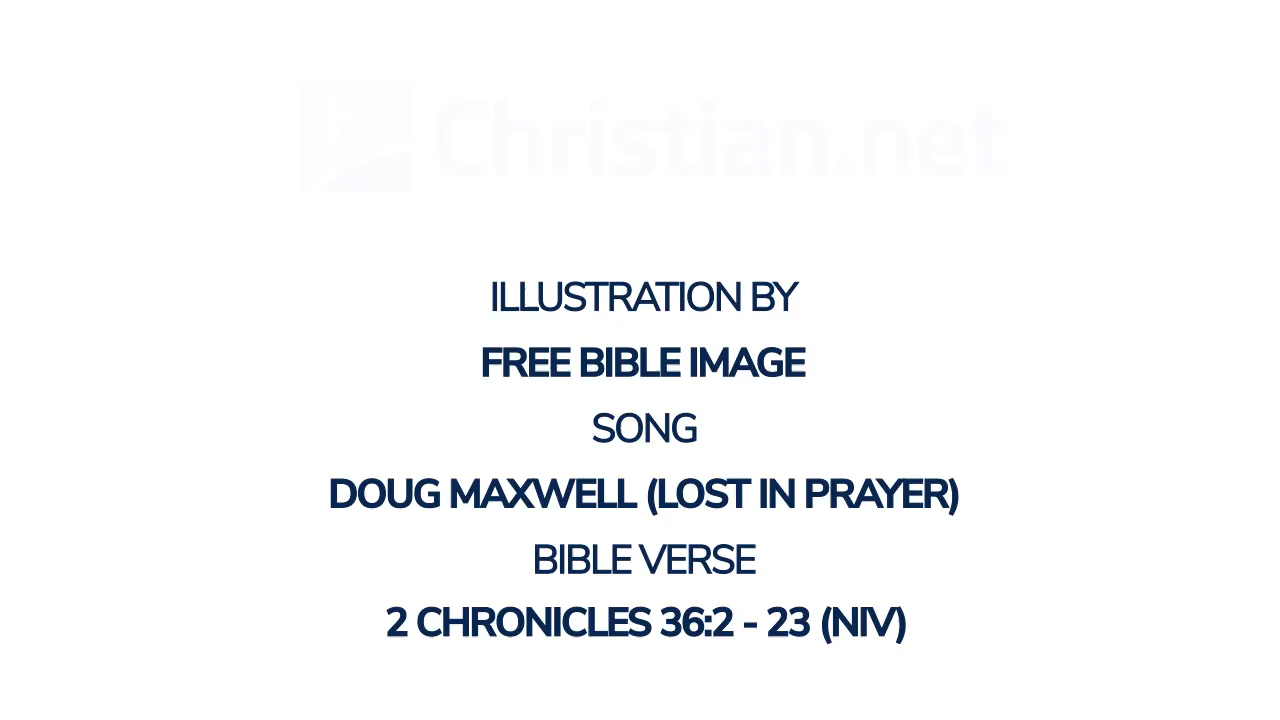 Christian.net
ILLUSTRATION BY
FREE BIBLE IMAGE
SONG
DOUG MAXWELL (LOST IN PRAYER)
BIBLE VERSE
2 CHRONICLES 36:2 - 23 (NIV)